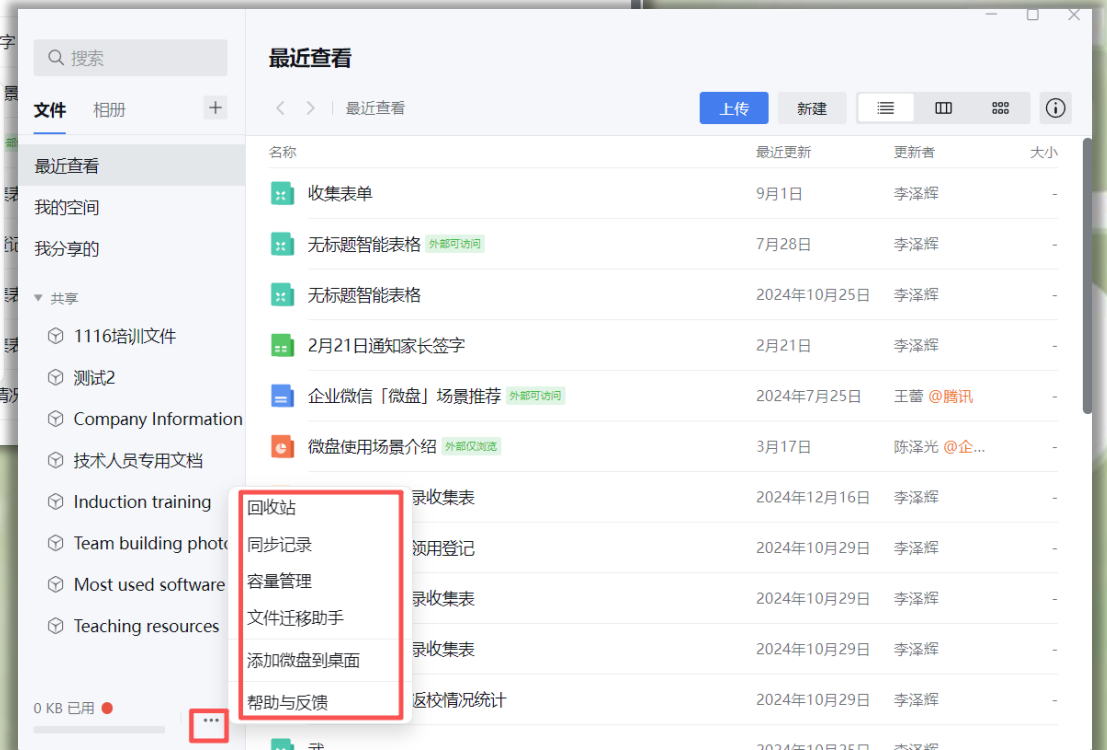 搜索
文件
相册
最近查看
我的空间
我分享的
共享
1116培训文件
测试2
Company Information
技术人员专用文档
Induction training
Team building photo
Most used software
Teaching resources
0 KB 已用
最近查看
最近查看
上传
新建
名称 最近更新 更新者 大小
收集表单 9月1日 李泽辉 -
无标题智能表格 外部可访问 7月28日 李泽辉 -
无标题智能表格 2024年10月25日 李泽辉 -
2月21日通知家长签字 2月21日 李泽辉 -
企业微信「微盘」场景推荐 外部可访问 2024年7月25日 王蕾 @腾讯 -
微盘使用场景介绍 外部仅浏览 3月17日 陈泽光 @企... -
录收集表 2024年12月16日 李泽辉 -
领用登记 2024年10月29日 李泽辉 -
录收集表 2024年10月29日 李泽辉 -
录收集表 2024年10月29日 李泽辉 -
返校情况统计 2024年10月29日 李泽辉 -
2024年10月25日 李泽辉
回收站
同步记录
容量管理
文件迁移助手
添加微盘到桌面
帮助与反馈